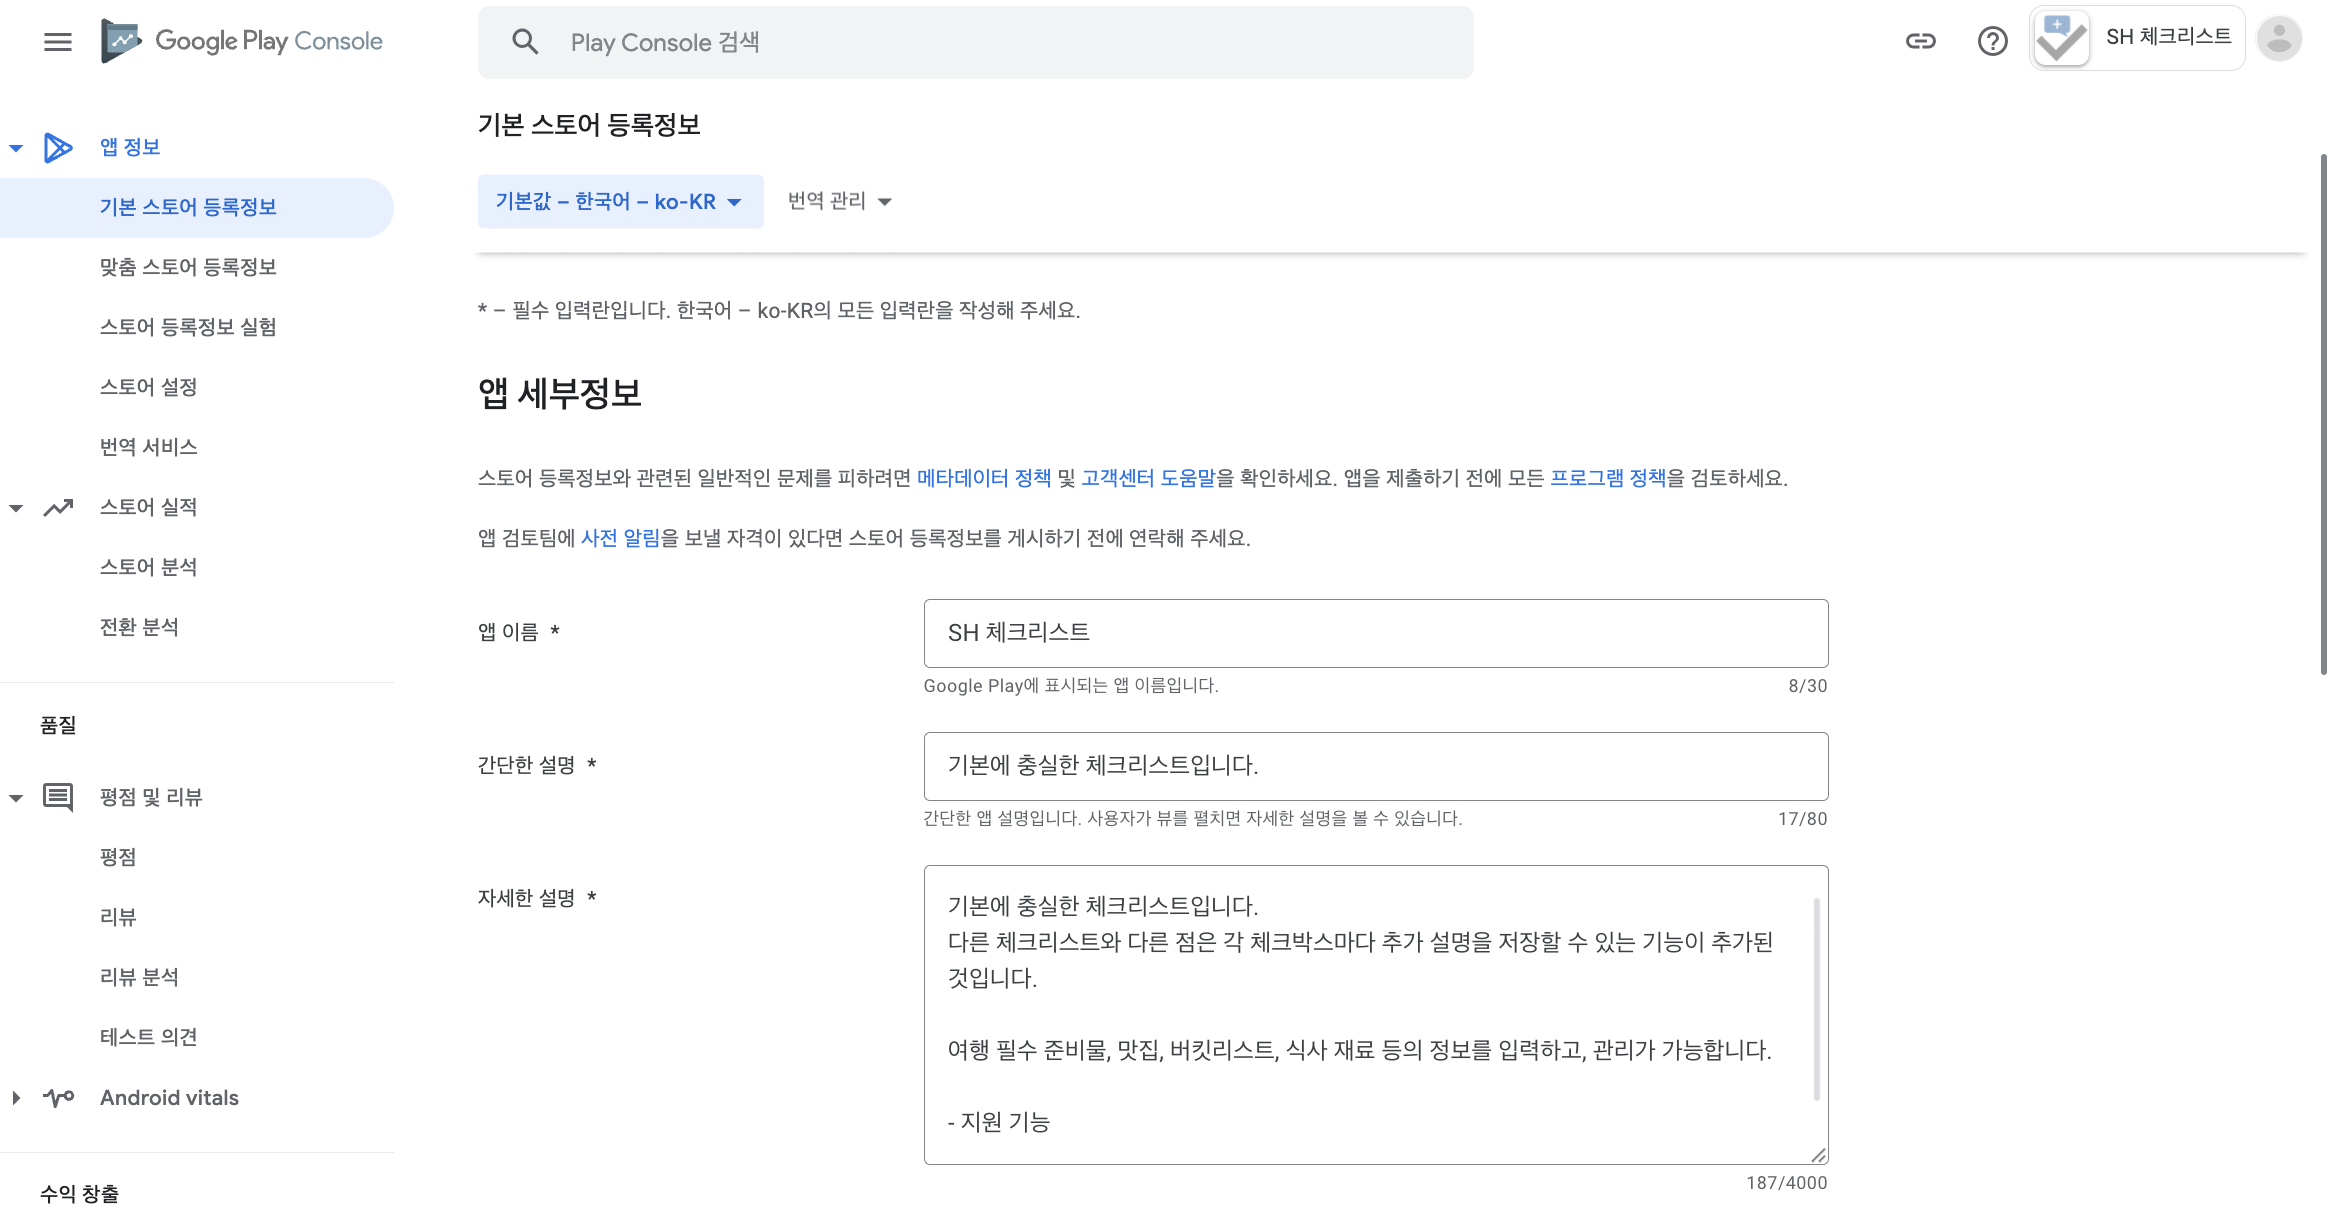 Google Play Console
Play Console 검색
SH 체크리스트
앱 정보
기본 스토어 등록정보
맞춤 스토어 등록정보
스토어 등록정보 실험
스토어 설정
번역 서비스
스토어 실적
스토어 분석
전환 분석
품질
평점 및 리뷰
평점
리뷰
리뷰 분석
테스트 의견
Android vitals
수익 창출
기본 스토어 등록정보
기본값 – 한국어 – ko-KR
번역 관리
* – 필수 입력란입니다. 한국어 – ko-KR의 모든 입력란을 작성해 주세요.
앱 세부정보
스토어 등록정보와 관련된 일반적인 문제를 피하려면 메타데이터 정책 및 고객센터 도움말을 확인하세요. 앱을 제출하기 전에 모든 프로그램 정책을 검토하세요.
앱 검토팀에 사전 알림을 보낼 자격이 있다면 스토어 등록정보를 게시하기 전에 연락해 주세요.
앱 이름 *
SH 체크리스트
Google Play에 표시되는 앱 이름입니다.
8/30
간단한 설명 *
기본에 충실한 체크리스트입니다.
간단한 앱 설명입니다. 사용자가 뷰를 펼치면 자세한 설명을 볼 수 있습니다.
17/80
자세한 설명 *
기본에 충실한 체크리스트입니다.
다른 체크리스트와 다른 점은 각 체크박스마다 추가 설명을 저장할 수 있는 기능이 추가된
것입니다.
여행 필수 준비물, 맛집, 버킷리스트, 식사 재료 등의 정보를 입력하고, 관리가 가능합니다.
- 지원 기능
187/4000